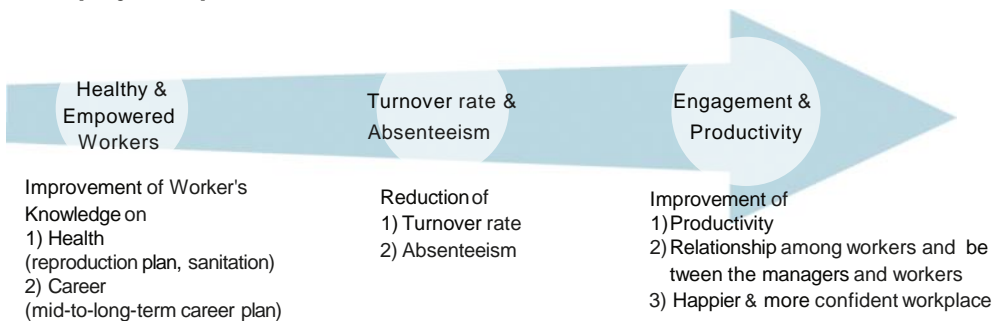 Healthy &
Empowered
Workers
Turnover rate &
Absenteeism
Engagement &
Productivity
Improvement of Worker's
Knowledge on
1) Health
(reproduction plan, sanitation)
2) Career
(mid-to-long-term career plan)
Reduction of
1) Turnover rate
2) Absenteeism
Improvement of
1) Productivity
2) Relationship among workers and be
tween the managers and workers
3) Happier & more confident workplace